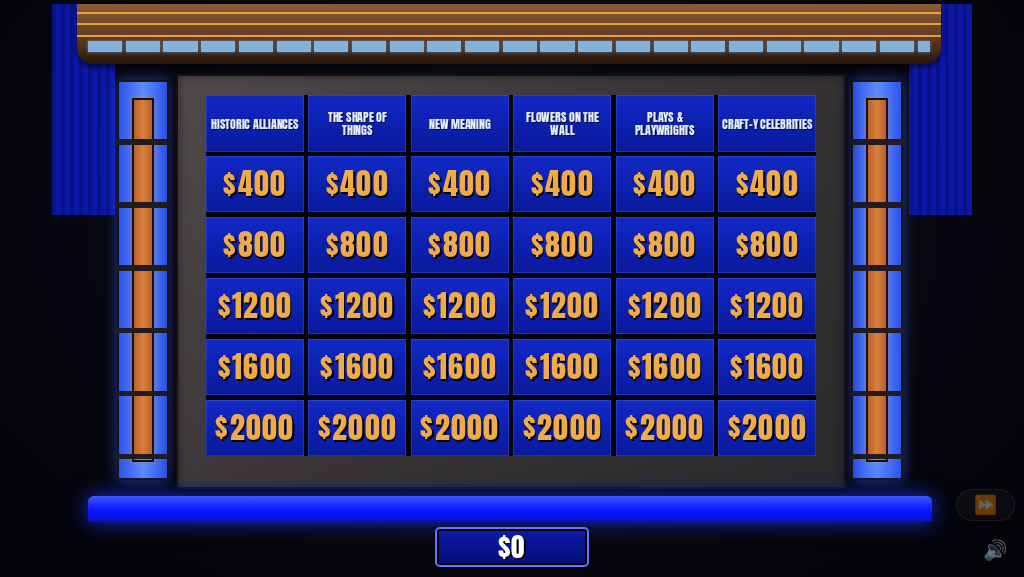 HISTORIC ALLIANCES
THE SHAPE OF
THINGS
NEW MEANING
FLOWERS ON THE
WALL
PLAYS &
PLAYWRIGHTS
CRAFT-Y CELEBRITIES
$400 $400 $400 $400 $400 $400
$800 $800 $800 $800 $800 $800
$1200 $1200 $1200 $1200 $1200 $1200
$1600 $1600 $1600 $1600 $1600 $1600
$2000 $2000 $2000 $2000 $2000 $2000
$0